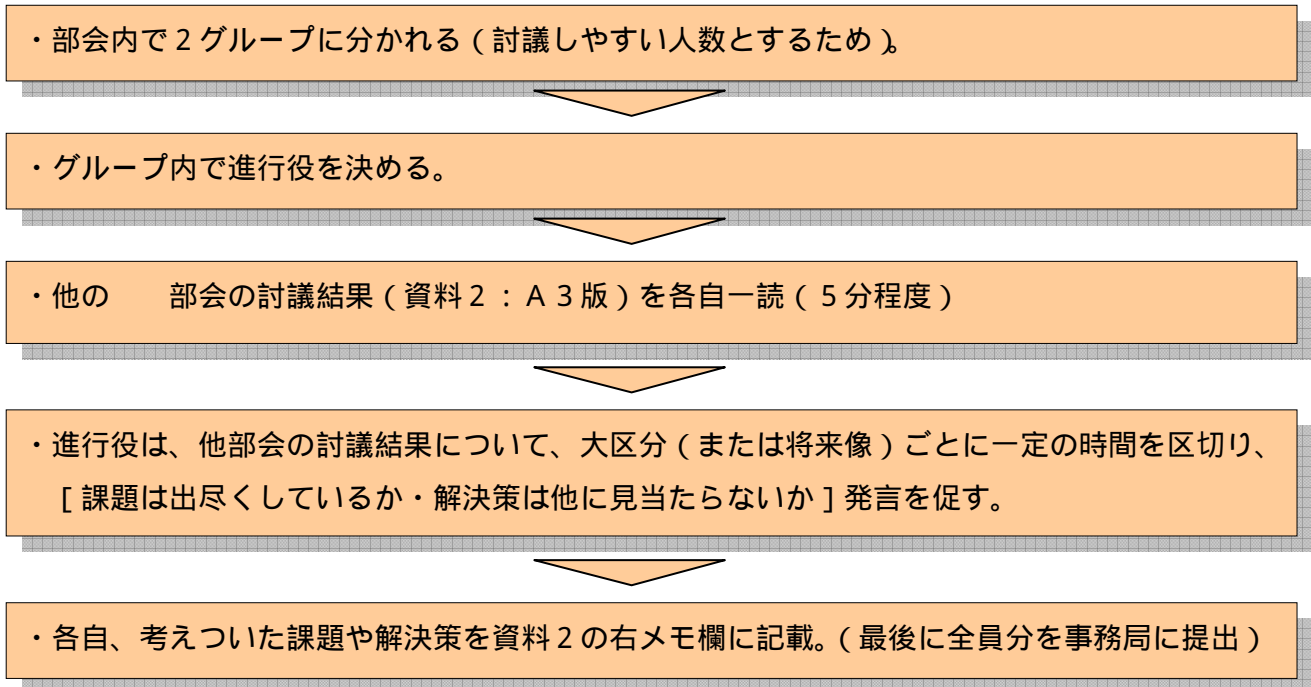 ・部会内で２グループに分かれる（討議しやすい人数とするため）。
・グループ内で進行役を決める。
・他の　　部会の討議結果（資料２：Ａ３版）を各自一読（５分程度）
・進行役は、他部会の討議結果について、大区分（または将来像）ごとに一定の時間を区切り、
［課題は出尽くしているか・解決策は他に見当たらないか］発言を促す。
・各自、考えついた課題や解決策を資料２の右メモ欄に記載。（最後に全員分を事務局に提出）